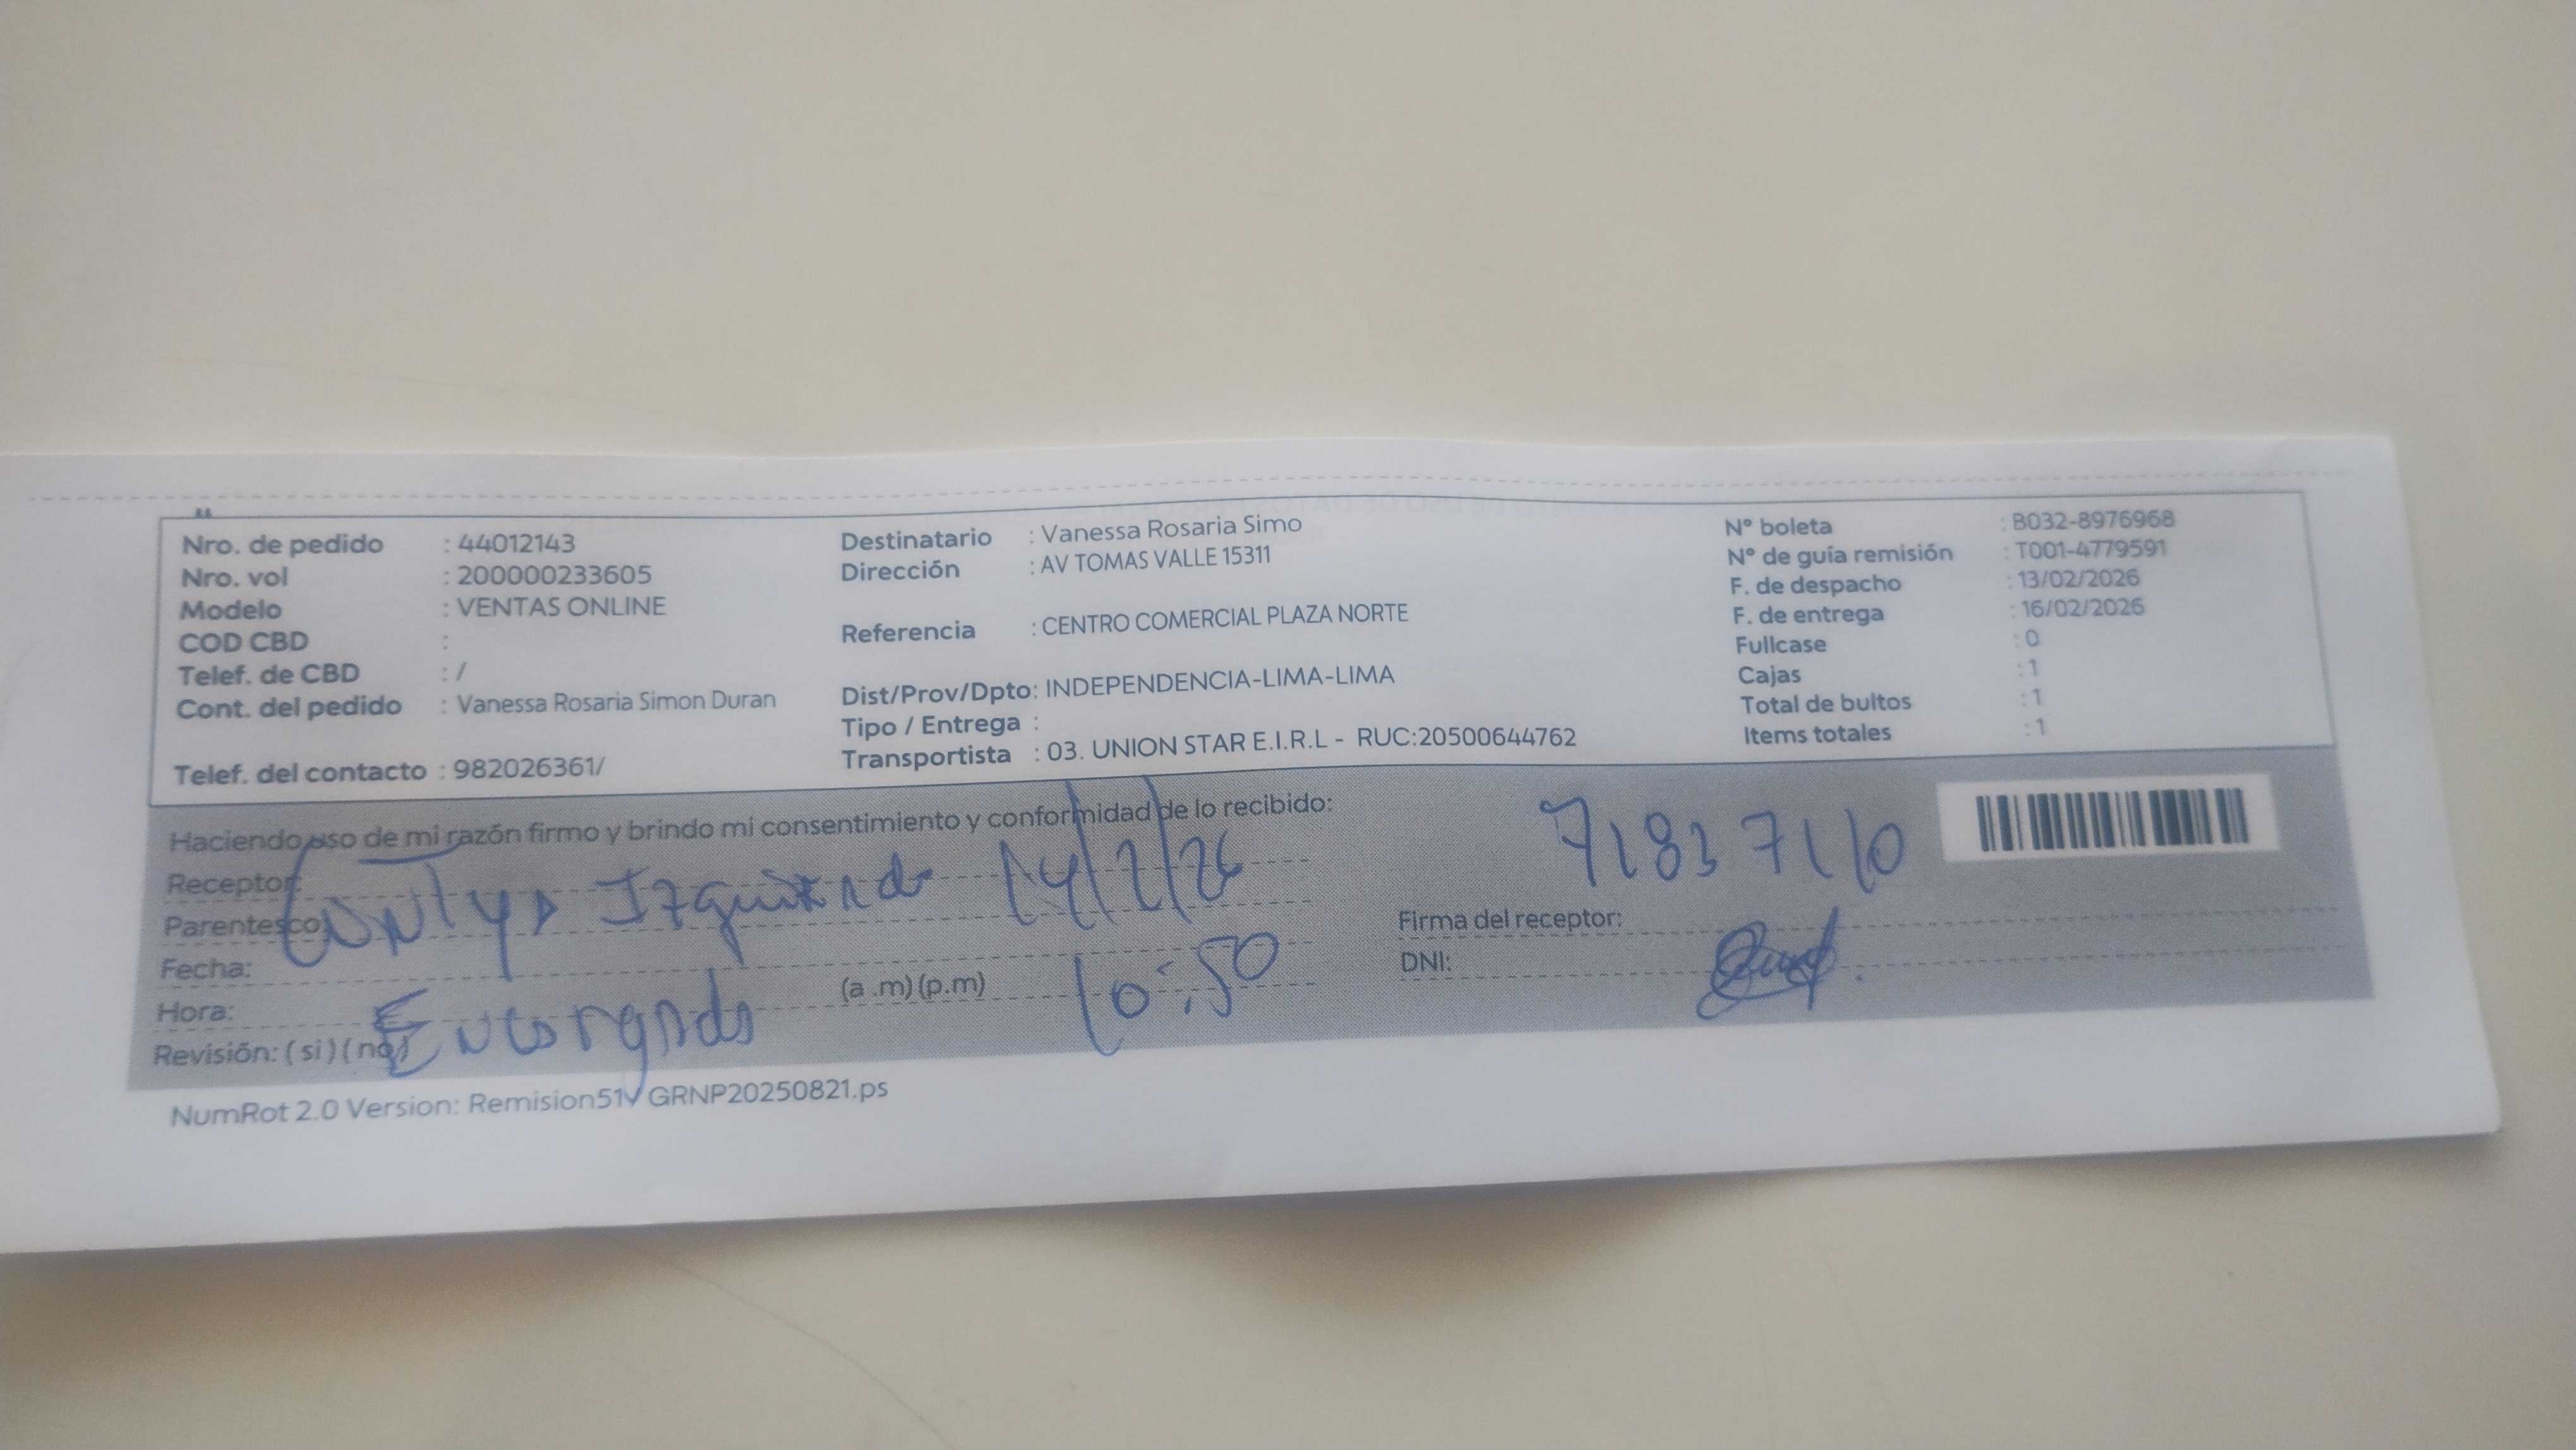 Nro. de pedido : 44012143
Nro. vol : 200000233605
Modelo : VENTAS ONLINE
COD CBD :
Telef. de CBD : /
Cont. del pedido : Vanessa Rosaria Simon Duran
Telef. del contacto : 982026361/
Destinatario : Vanessa Rosaria Simo
Dirección : AV TOMAS VALLE 15311
Referencia : CENTRO COMERCIAL PLAZA NORTE
Dist/Prov/Dpto: INDEPENDENCIA-LIMA-LIMA
Tipo / Entrega :
Transportista : 03. UNION STAR E.I.R.L - RUC:20500644762
N° boleta : B032-8976968
N° de guía remisión : T001-4779591
F. de despacho : 13/02/2026
F. de entrega : 16/02/2026
Fullcase : 0
Cajas : 1
Total de bultos : 1
Items totales : 1
Haciendo uso de mi razón firmo y brindo mi consentimiento y conformidad de lo recibido:
Receptor:
Parentesco:
Izquierdo 14/2/26
Fecha:
Hora: (a .m) (p.m) 10:50
Encargado
Revisión: ( si ) ( no )
71837110
Firma del receptor:
DNI:
NumRot 2.0 Version: Remision51V GRNP20250821.ps